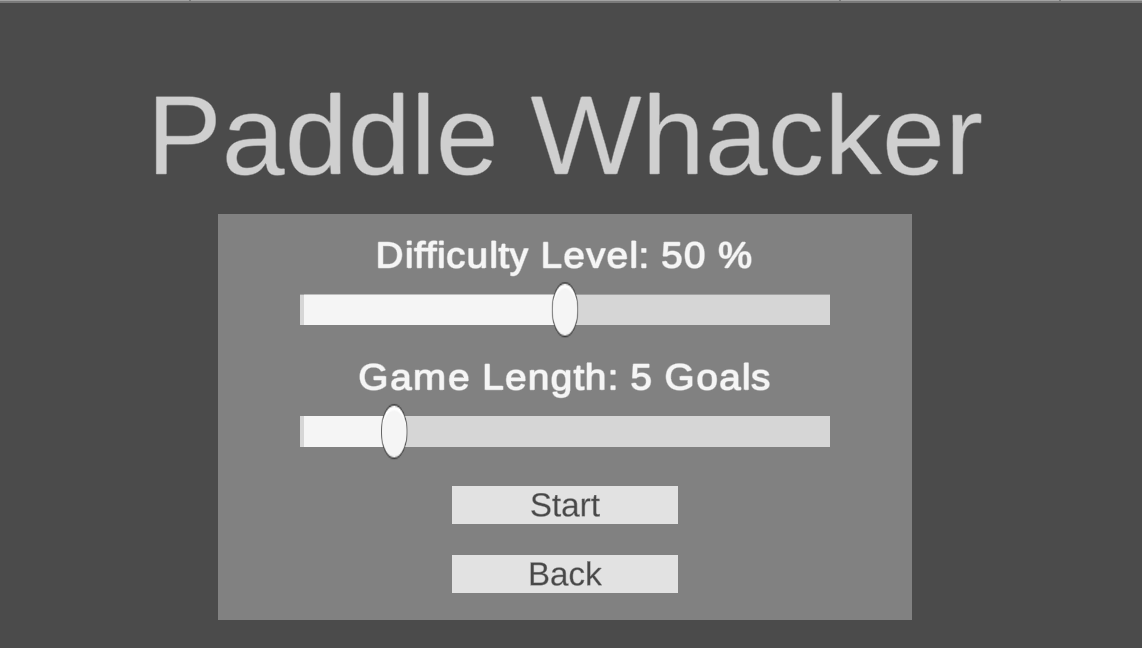 Paddle Whacker
Difficulty Level: 50 %
Game Length: 5 Goals
Start
Back